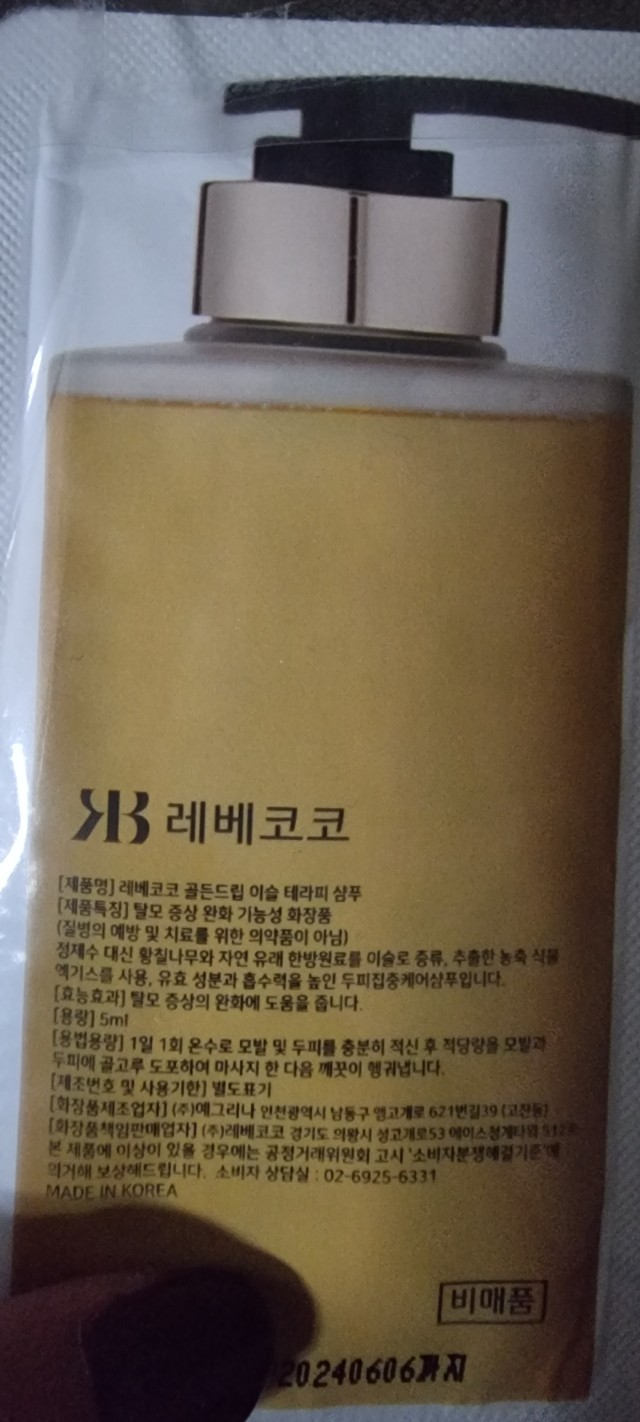 레베코코
[제품명] 레베코코 골든드립 이슬 테라피 샴푸
[제품특징] 탈모 증상 완화 기능성 화장품
(질병의 예방 및 치료를 위한 의약품이 아님)
정제수 대신 황칠나무와 자연 유래 한방원료를 이슬로 증류, 추출한 농축 식물
엑기스를 사용, 유효 성분과 흡수력을 높인 두피집중케어샴푸입니다.
[효능효과] 탈모 증상의 완화에 도움을 줍니다.
[용량] 5ml
[용법용량] 1일 1회 온수로 모발 및 두피를 충분히 적신 후 적당량을 모발과
두피에 골고루 도포하여 마사지 한 다음 깨끗이 헹궈냅니다.
[제조번호 및 사용기한] 별도표기
[화장품제조업자] (주)에그리나 인천광역시 남동구 앵고개로 621번길39 (고잔동)
[화장품책임판매업자] (주)레베코코 경기도 의왕시 성고개로53 에이스청계타워
본 제품에 이상이 있을 경우에는 공정거래위원회 고시 '소비자분쟁해결기준'에
의거해 보상해드립니다. 소비자 상담실 : 02-6925-6331
MADE IN KOREA
비매품
20240606까지